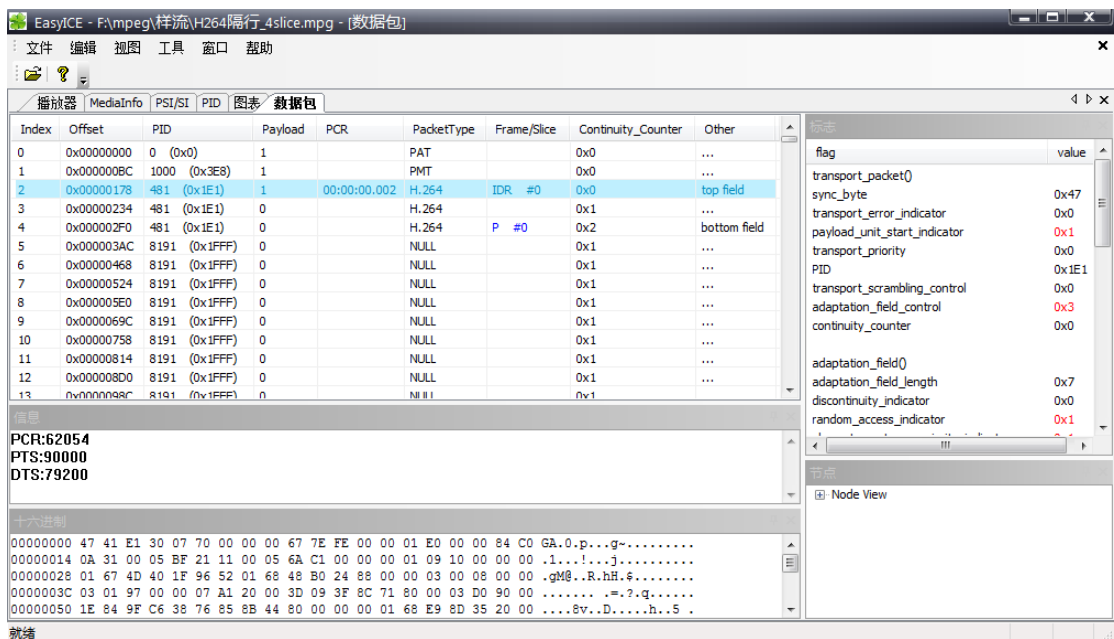 EasyICE - F:\mpeg\样流\H264隔行_4slice.mpg - [数据包]
文件 编辑 视图 工具 窗口 帮助
播放器 MediaInfo PSI/SI PID 图表 数据包
Index Offset PID Payload PCR PacketType Frame/Slice Continuity_Counter Other
0 0x00000000 0 (0x0) 1 PAT 0x0 ...
1 0x000000BC 1000 (0x3E8) 1 PMT 0x0 ...
2 0x00000178 481 (0x1E1) 1 00:00:00.002 H.264 IDR #0 0x0 top field
3 0x00000234 481 (0x1E1) 0 H.264 0x1 ...
4 0x000002F0 481 (0x1E1) 0 H.264 P #0 0x2 bottom field
5 0x000003AC 8191 (0x1FFF) 0 NULL 0x1 ...
6 0x00000468 8191 (0x1FFF) 0 NULL 0x1 ...
7 0x00000524 8191 (0x1FFF) 0 NULL 0x1 ...
8 0x000005E0 8191 (0x1FFF) 0 NULL 0x1 ...
9 0x0000069C 8191 (0x1FFF) 0 NULL 0x1 ...
10 0x00000758 8191 (0x1FFF) 0 NULL 0x1 ...
11 0x00000814 8191 (0x1FFF) 0 NULL 0x1 ...
12 0x000008D0 8191 (0x1FFF) 0 NULL 0x1 ...
13 0x0000098C 8191 (0x1FFF) 0 NULL 0x1
标志
flag value
transport_packet()
sync_byte 0x47
transport_error_indicator 0x0
payload_unit_start_indicator 0x1
transport_priority 0x0
PID 0x1E1
transport_scrambling_control 0x0
adaptation_field_control 0x3
continuity_counter 0x0
adaptation_field()
adaptation_field_length 0x7
discontinuity_indicator 0x0
random_access_indicator 0x1
信息
PCR:62054
PTS:90000
DTS:79200
节点
Node View
十六进制
00000000 47 41 E1 30 07 70 00 00 00 67 7E FE 00 00 01 E0 00 00 84 C0 GA.0.p...g~.........
00000014 0A 31 00 05 BF 21 11 00 05 6A C1 00 00 00 01 09 10 00 00 00 .1...!...j..........
00000028 01 67 4D 40 1F 96 52 01 68 48 B0 24 88 00 00 03 00 08 00 00 .gM@..R.hH.$........
0000003C 03 01 97 00 00 07 A1 20 00 3D 09 3F 8C 71 80 00 03 D0 90 00 ....... .=.?.q......
00000050 1E 84 9F C6 38 76 85 8B 44 80 00 00 00 01 68 E9 8D 35 20 00 ....8v..D.....h..5 .
就绪